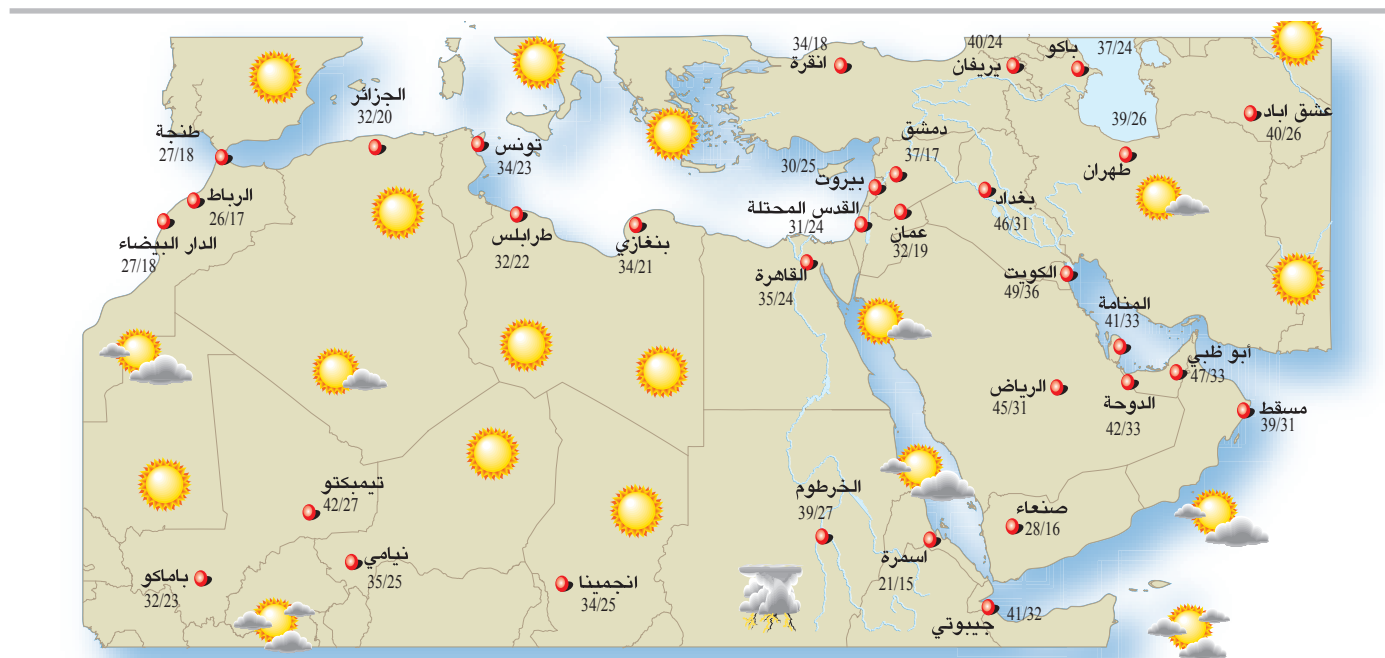 34/18
انقرة
40/24
يريفان
باكو
37/24
عشق اباد
40/26
39/26
طهران
الجزائر
32/20
طنجة
27/18
تونس
34/23
دمشق
37/17
30/25
بيروت
بغداد
46/31
الرباط
26/17
الدار البيضاء
27/18
طرابلس
32/22
بنغازي
34/21
القدس المحتلة
31/24
عمان
32/19
القاهرة
35/24
الكويت
49/36
المنامة
41/33
أبو ظبي
47/33
الرياض
45/31
الدوحة
42/33
مسقط
39/31
تيمبكتو
42/27
الخرطوم
39/27
صنعاء
28/16
اسمرة
21/15
نيامي
35/25
باماكو
32/23
انجمينا
34/25
41/32
جيبوتي